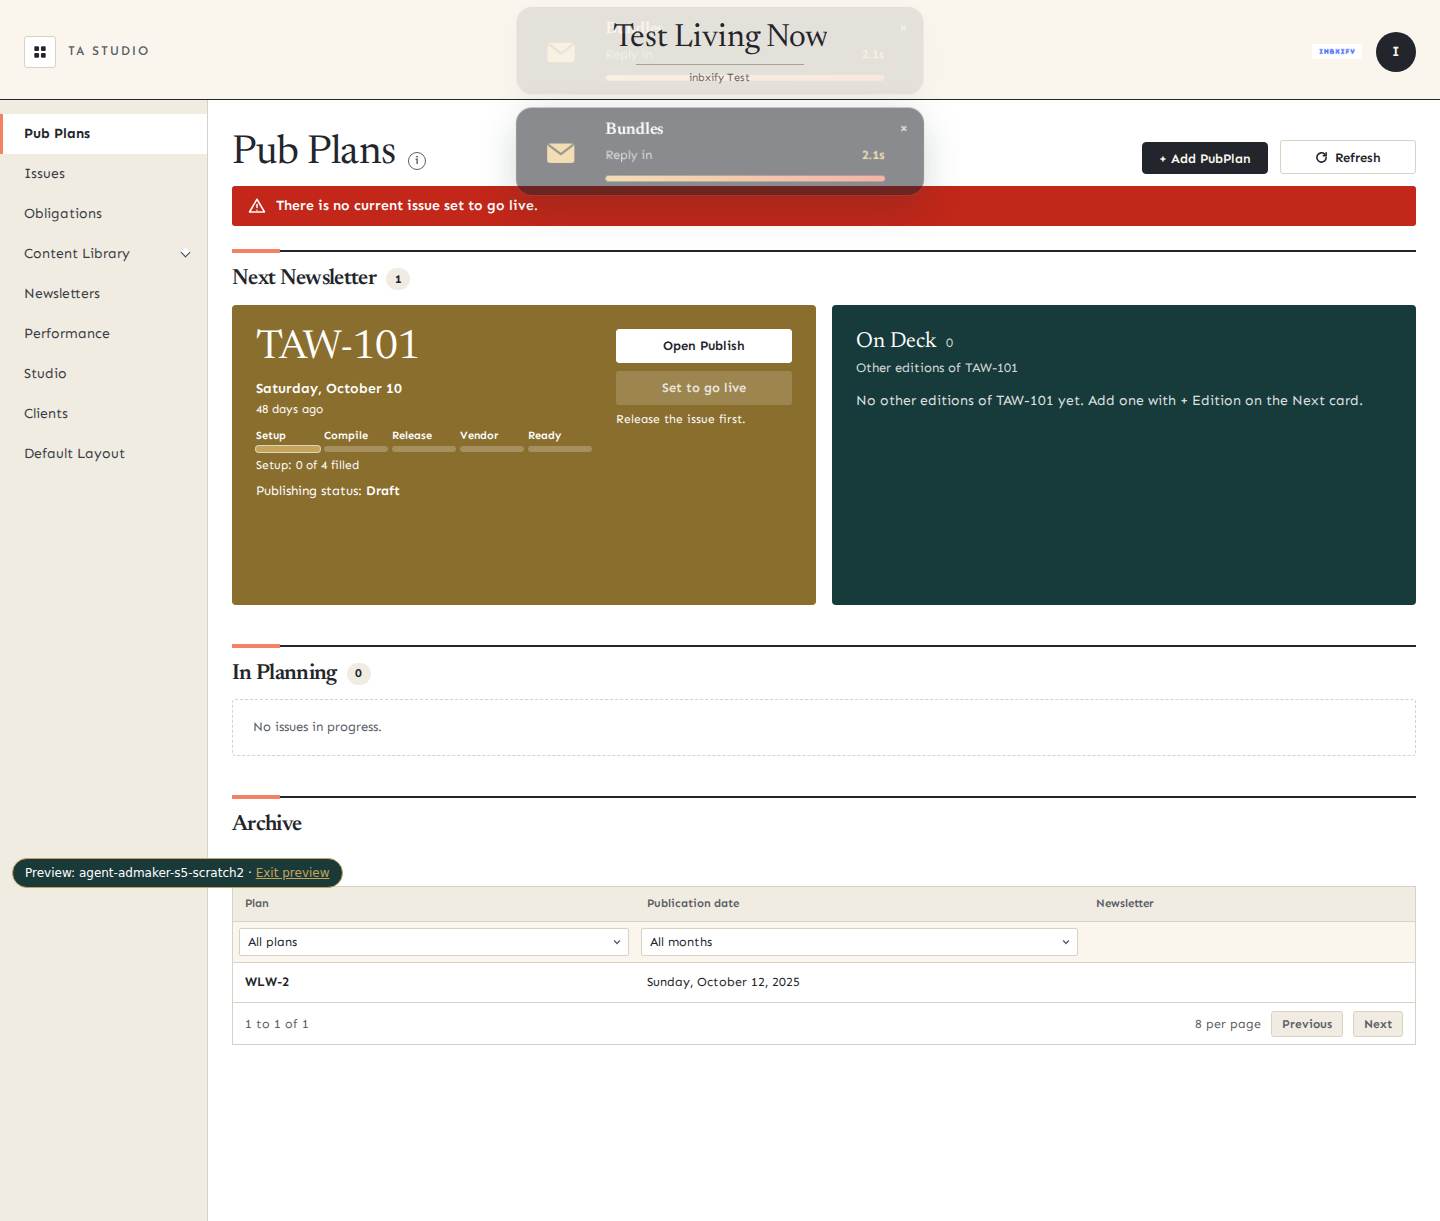 TA STUDIO
Bundles
Test Living Now
Reply in
2.1s
inbxify Test
INBXIFY
I
Pub Plans
Issues
Obligations
Content Library
Newsletters
Performance
Studio
Clients
Default Layout
Pub Plans
i
Bundles
×
Reply in
2.1s
+ Add PubPlan
Refresh
There is no current issue set to go live.
Next Newsletter 1
TAW-101
Saturday, October 10
48 days ago
Setup Compile Release Vendor Ready
Setup: 0 of 4 filled
Publishing status: Draft
Open Publish
Set to go live
Release the issue first.
On Deck 0
Other editions of TAW-101
No other editions of TAW-101 yet. Add one with + Edition on the Next card.
In Planning 0
No issues in progress.
Archive
Preview: agent-admaker-s5-scratch2 · Exit preview
Plan Publication date Newsletter
All plans All months
WLW-2 Sunday, October 12, 2025
1 to 1 of 1 8 per page Previous Next